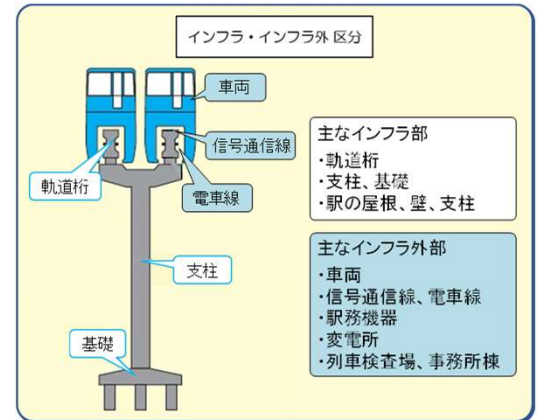 インフラ・インフラ外 区分
車両
信号通信線
軌道桁
電車線
支柱
基礎
主なインフラ部
・軌道桁
・支柱、基礎
・駅の屋根、壁、支柱
主なインフラ外部
・車両
・信号通信線、電車線
・駅務機器
・変電所
・列車検査場、事務所棟